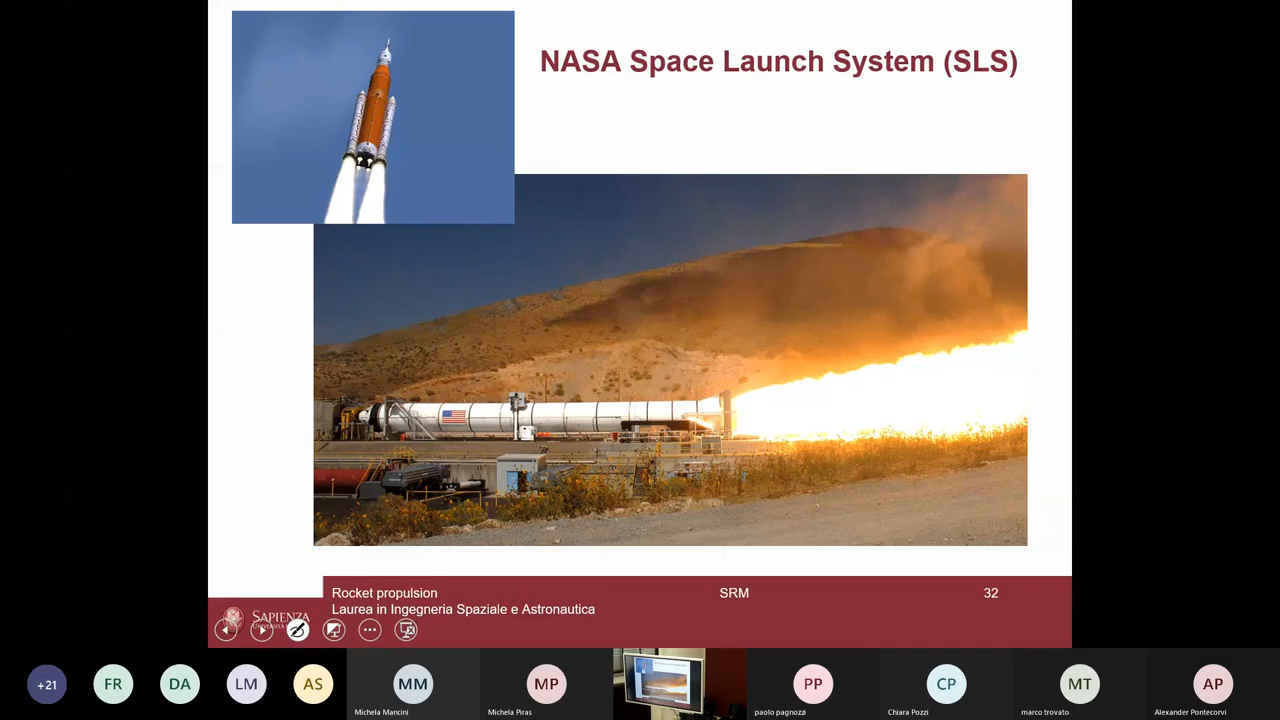 NASA Space Launch System (SLS)
Rocket propulsion
SRM
32
Laurea in Ingegneria Spaziale e Astronautica
SAPIENZA
+21
FR
DA
LM
AS
MM
Michela Mancini
MP
Michela Piras
PP
paolo pagnozzi
CP
Chiara Pozzi
MT
marco trovato
AP
Alexander Pontecorvi